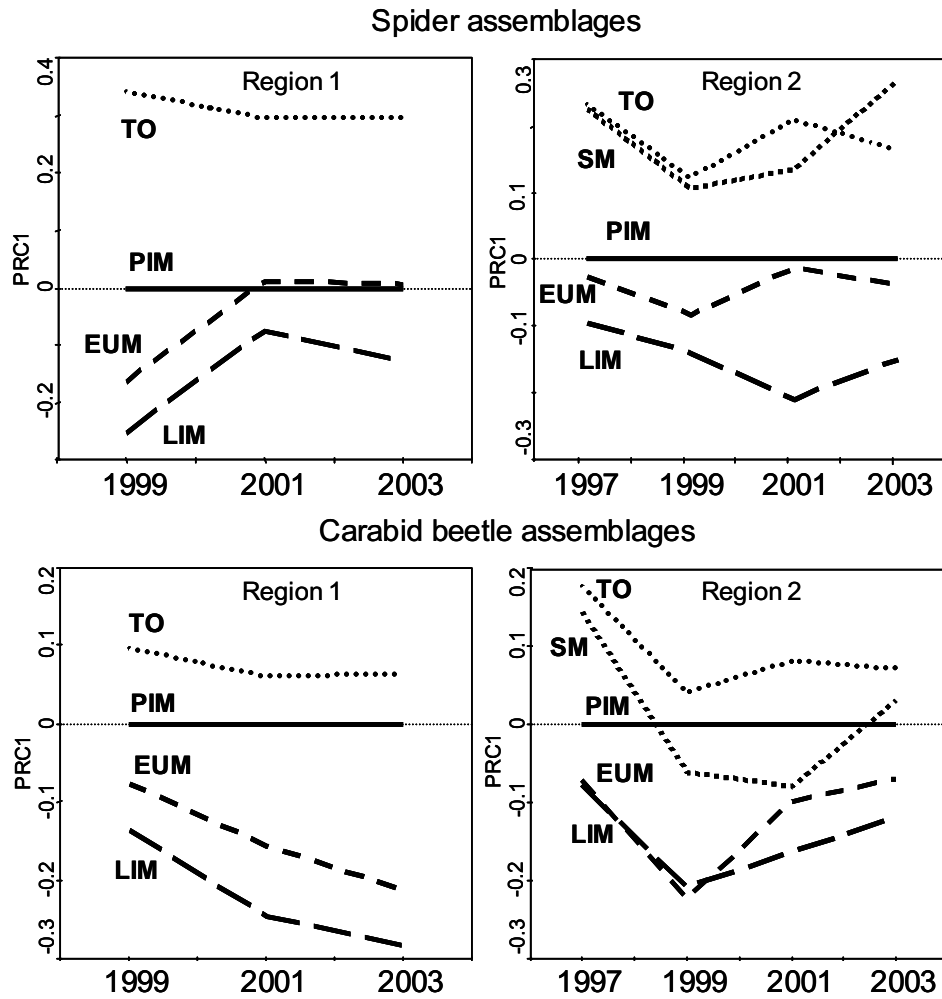 Spider assemblages
Region 1
PRC1
0.4
0.2
0
-0.2
TO
PIM
EUM
LIM
1999 2001 2003
Region 2
PRC1
0.3
0.1
0
-0.1
-0.3
TO
SM
PIM
EUM
LIM
1997 1999 2001 2003
Carabid beetle assemblages
Region 1
PRC1
0.2
0.1
0
-0.1
-0.2
-0.3
TO
PIM
EUM
LIM
1999 2001 2003
Region 2
PRC1
0.2
0.1
0
-0.1
-0.2
-0.3
TO
SM
PIM
EUM
LIM
1997 1999 2001 2003